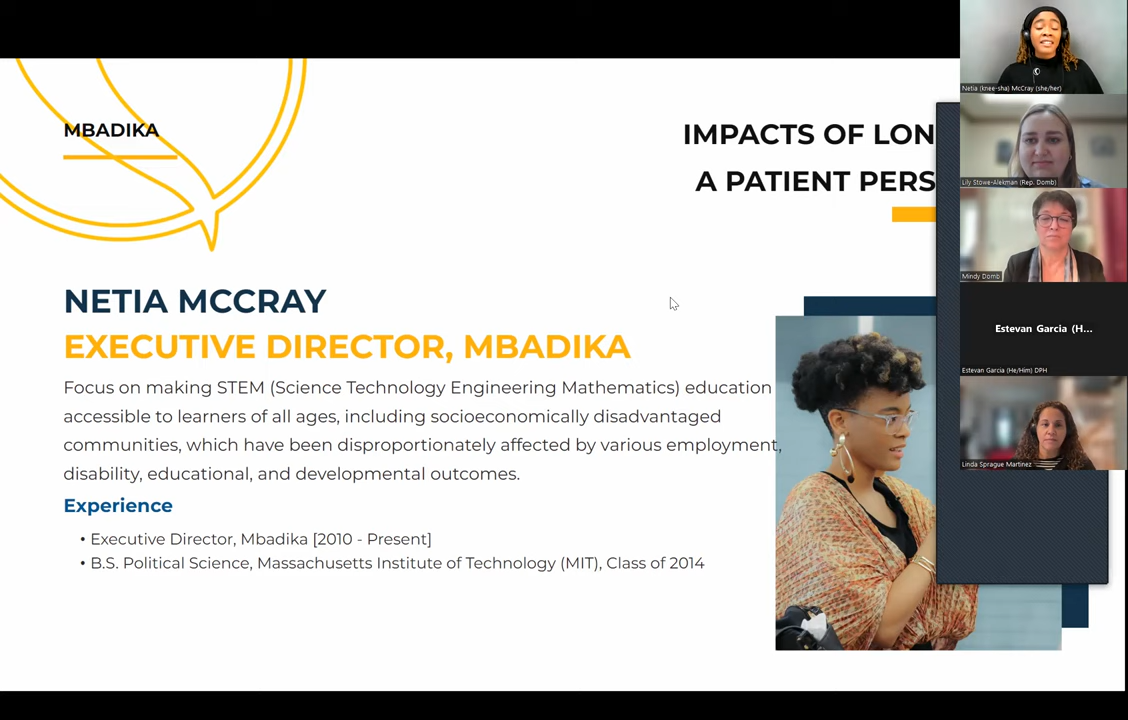 MBADIKA
IMPACTS OF LON
A PATIENT PERS
NETIA MCCRAY
EXECUTIVE DIRECTOR, MBADIKA
Focus on making STEM (Science Technology Engineering Mathematics) education
accessible to learners of all ages, including socioeconomically disadvantaged
communities, which have been disproportionately affected by various employment,
disability, educational, and developmental outcomes.
Experience
• Executive Director, Mbadika [2010 - Present]
• B.S. Political Science, Massachusetts Institute of Technology (MIT), Class of 2014
Netia (knee-sha) McCray (she/her)
Lily Stowe-Alekman (Rep. Domb)
Mindy Domb
Estevan Garcia (H...
Estevan Garcia (He/Him) DPH
Linda Sprague Martinez